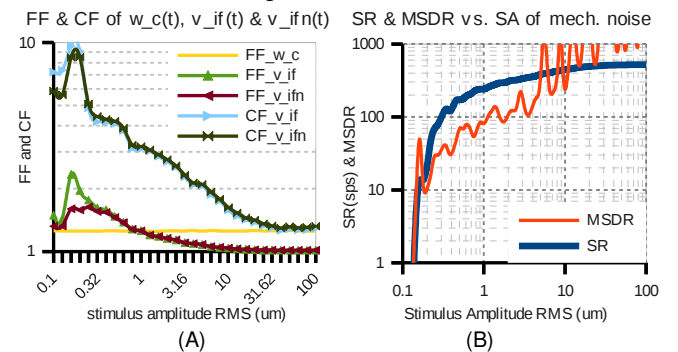 FF & CF of w_c(t), v_if(t) & v_ifn(t)
10
FF and CF
1
FF_w_c
FF_v_if
FF_v_ifn
CF_v_if
CF_v_ifn
0.1
0.32
1
3.16
10
31.62
100
stimulus amplitude RMS (um)
(A)
SR & MSDR vs. SA of mech. noise
1000
100
10
1
SR(sps) & MSDR
MSDR
SR
0.1
1
10
100
Stimulus Amplitude RMS (um)
(B)